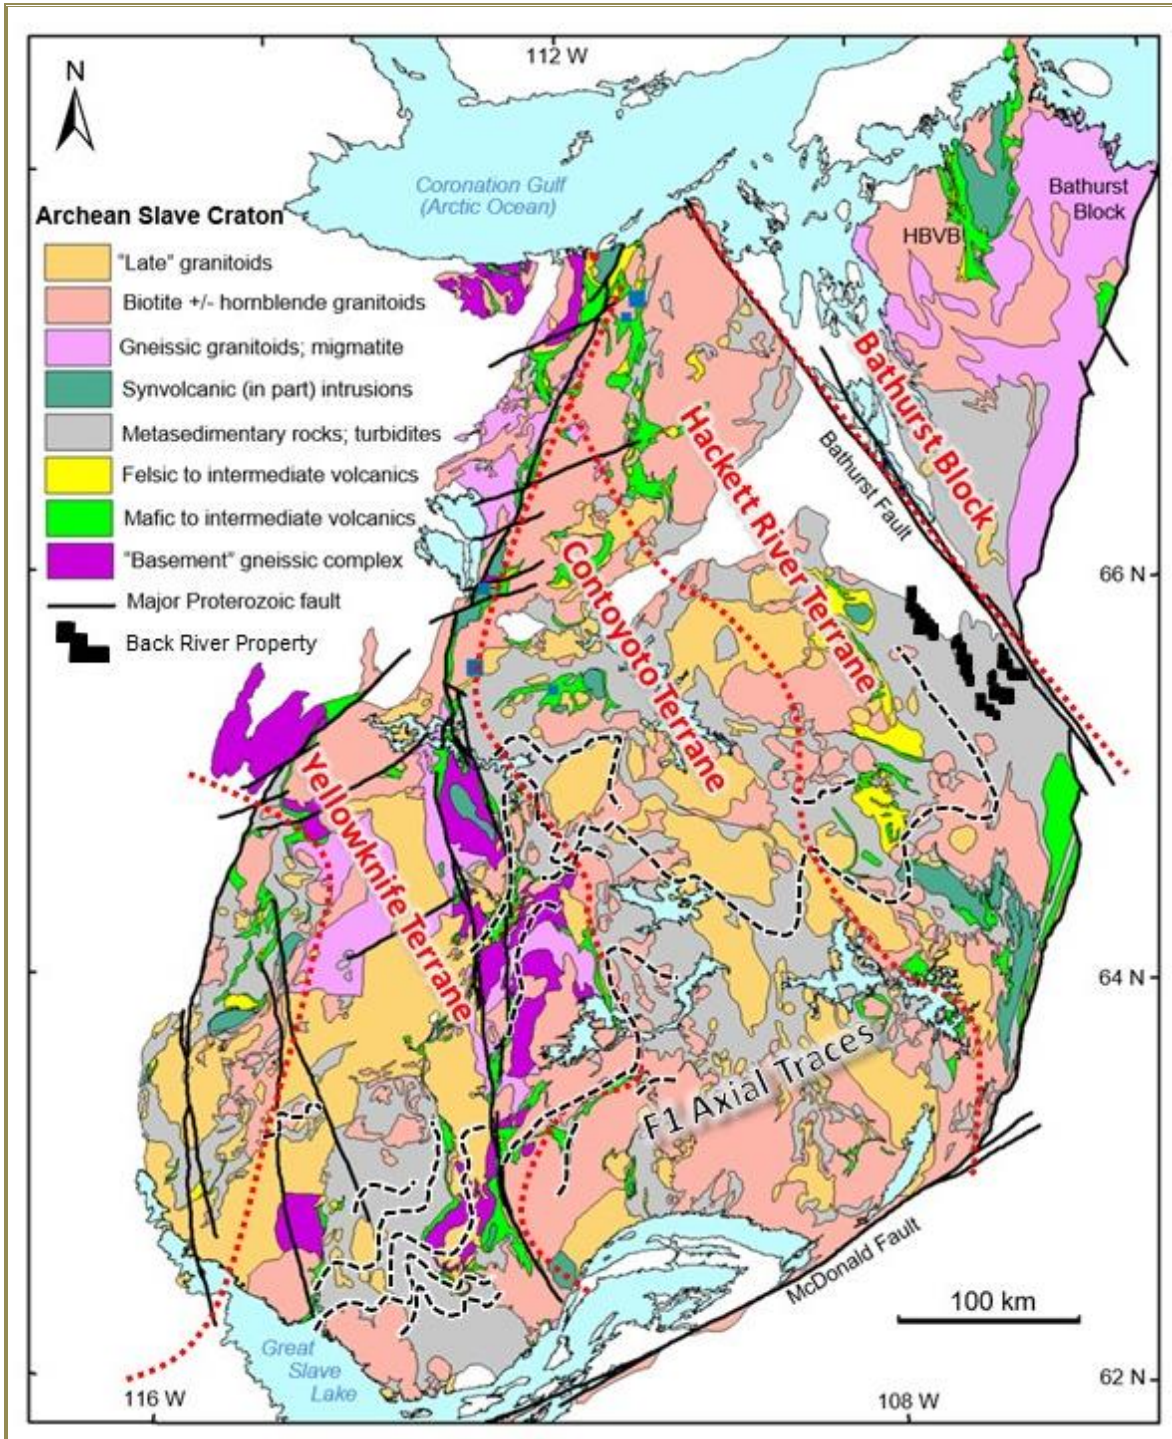 112 W
N
Coronation Gulf
(Arctic Ocean)
Bathurst
Block
Archean Slave Craton
HBVB
"Late" granitoids
Biotite +/- hornblende granitoids
Gneissic granitoids; migmatite
Synvolcanic (in part) intrusions
Metasedimentary rocks; turbidites
Felsic to intermediate volcanics
Mafic to intermediate volcanics
"Basement" gneissic complex
Major Proterozoic fault
Back River Property
Bathurst Block
Hackett River Terrane
Bathurst Fault
Contoyoto Terrane
66 N
Yellowknife Terrane
64 N
F1 Axial Traces
McDonald Fault
100 km
Great
Slave
Lake
62 N
116 W
108 W